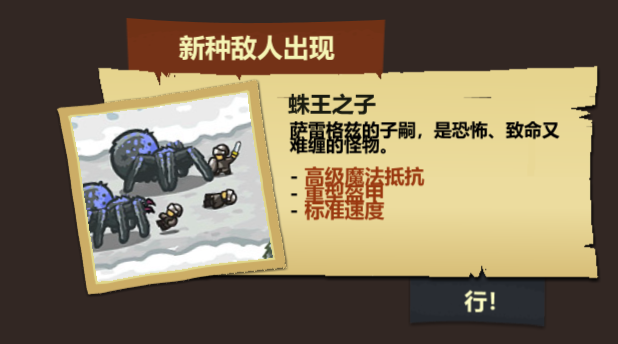 新种敌人出现
蛛王之子
萨雷格兹的子嗣，是恐怖、致命又
难缠的怪物。
- 高级魔法抵抗
- 重型盔甲
- 标准速度
行！